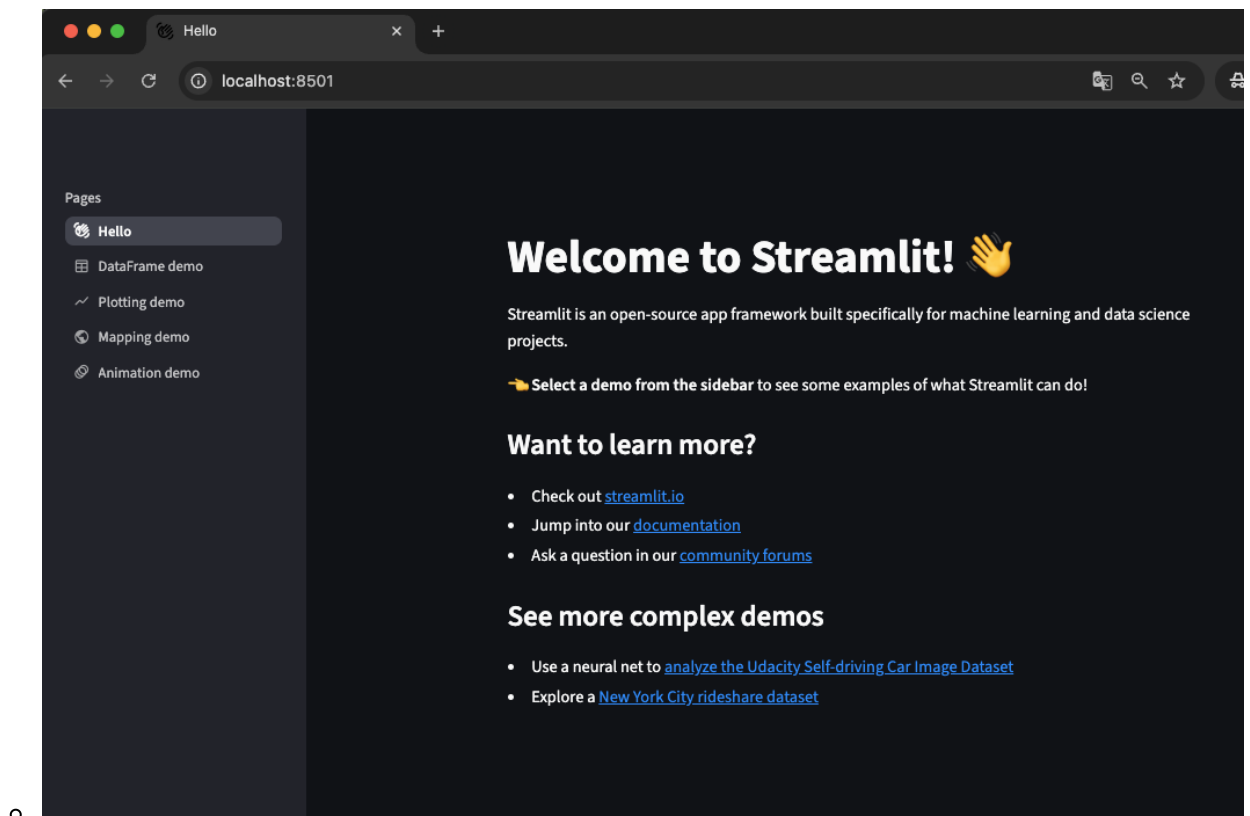 Hello
localhost:8501
Pages
Hello
DataFrame demo
Plotting demo
Mapping demo
Animation demo
Welcome to Streamlit! 👋
Streamlit is an open-source app framework built specifically for machine learning and data science
projects.
👈 Select a demo from the sidebar to see some examples of what Streamlit can do!
Want to learn more?
• Check out streamlit.io
• Jump into our documentation
• Ask a question in our community forums
See more complex demos
• Use a neural net to analyze the Udacity Self-driving Car Image Dataset
• Explore a New York City rideshare dataset